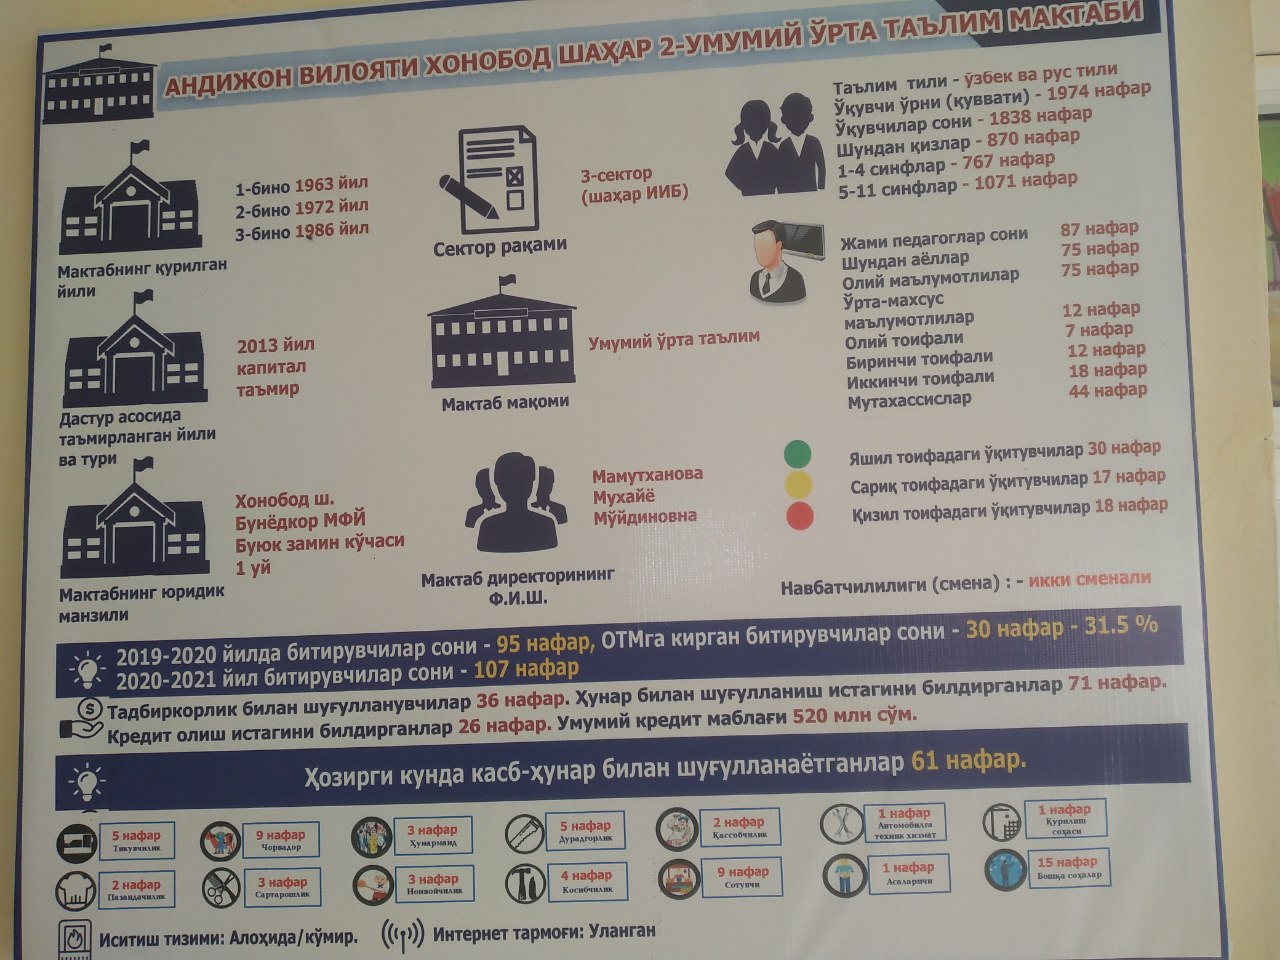 АНДИЖОН ВИЛОЯТИ ХОНОБОД ШАҲАР 2-УМУМИЙ ЎРТА ТАЪЛИМ МАКТАБИ
1-бино 1963 йил
2-бино 1972 йил
3-бино 1986 йил
Мактабнинг қурилган
йили
3-сектор
(шаҳар ИИБ)
Сектор рақами
Таълим тили - ўзбек ва рус тили
Ўқувчи ўрни (қуввати) - 1974 нафар
Ўқувчилар сони - 1838 нафар
Шундан қизлар - 870 нафар
1-4 синфлар - 767 нафар
5-11 синфлар - 1071 нафар
2013 йил
капитал
таъмир
Дастур асосида
таъмирланган йили
ва тури
Умумий ўрта таълим
Мактаб мақоми
Жами педагоглар сони 87 нафар
Шундан аёллар 75 нафар
Олий маълумотлилар 75 нафар
Ўрта-махсус
маълумотлилар 12 нафар
Олий тоифали 7 нафар
Биринчи тоифали 12 нафар
Иккинчи тоифали 18 нафар
Мутахассислар 44 нафар
Хонобод ш.
Бунёдкор МФЙ
Буюк замин кўчаси
1 уй
Мактабнинг юридик
манзили
Мамутханова
Мухайё
Мўйдиновна
Мактаб директорининг
Ф.И.Ш.
Яшил тоифадаги ўқитувчилар 30 нафар
Сариқ тоифадаги ўқитувчилар 17 нафар
Қизил тоифадаги ўқитувчилар 18 нафар
Навбатчилилиги (смена) : - икки сменали
2019-2020 йилда битирувчилар сони - 95 нафар, ОТМга кирган битирувчилар сони - 30 нафар - 31.5 %
2020-2021 йил битирувчилар сони - 107 нафар
Тадбиркорлик билан шуғулланувчилар 36 нафар. Ҳунар билан шуғулланиш истагини билдирганлар 71 нафар.
Кредит олиш истагини билдирганлар 26 нафар. Умумий кредит маблағи 520 млн сўм.
Ҳозирги кунда касб-ҳунар билан шуғулланаётганлар 61 нафар.
5 нафар
Тикувчилик
9 нафар
Чорвадор
3 нафар
Ҳунарманд
5 нафар
Дурадгорлик
2 нафар
Қассобчилик
1 нафар
Автомобилга
техник хизмат
1 нафар
Қурилиш
соҳаси
2 нафар
Пазандачилик
3 нафар
Сартарошлик
3 нафар
Новвойчилик
4 нафар
Косибчилик
9 нафар
Сотувчи
1 нафар
Асаларичи
15 нафар
Бошқа соҳалар
Иситиш тизими: Алоҳида/кўмир.
Интернет тармоғи: Уланган